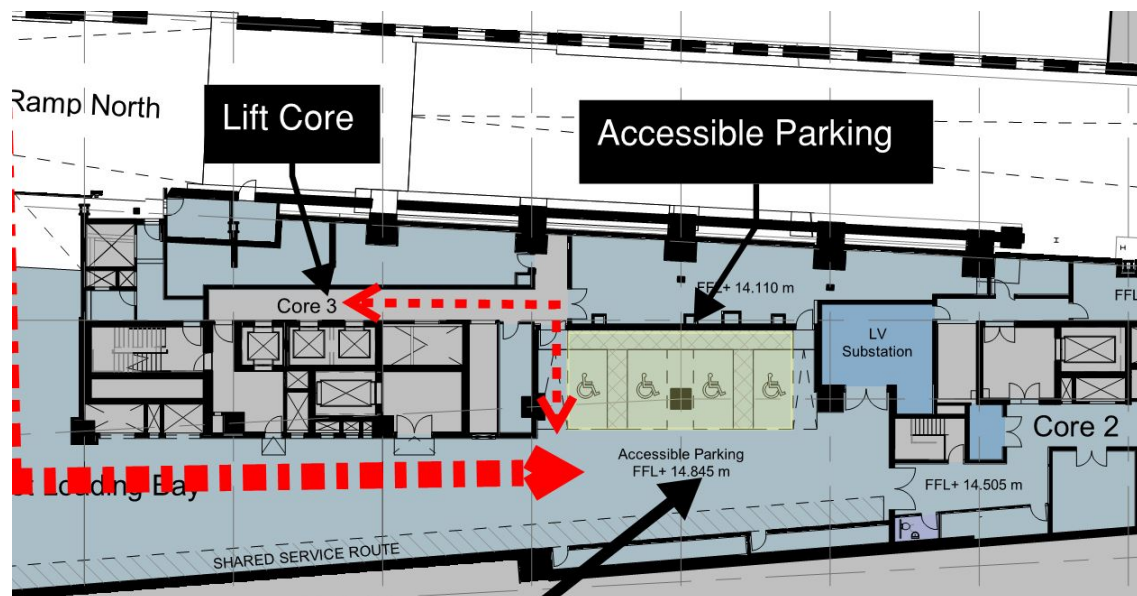 Ramp North
Lift Core
Accessible Parking
Core 3
FFL+ 14.110 m
FFL
LV
Substation
Core 2
Accessible Parking
FFL+ 14.845 m
Loading Bay
FFL+ 14.505 m
SHARED SERVICE ROUTE